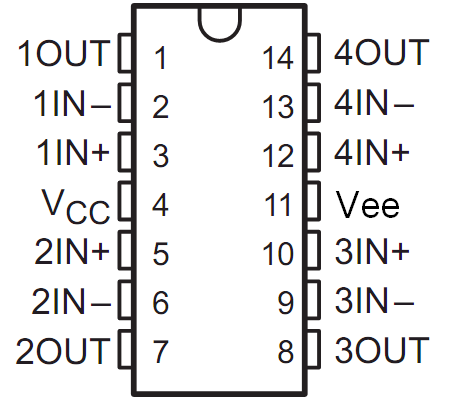 1OUT 1 14 4OUT
1IN– 2 13 4IN–
1IN+ 3 12 4IN+
VCC 4 11 Vee
2IN+ 5 10 3IN+
2IN– 6 9 3IN–
2OUT 7 8 3OUT